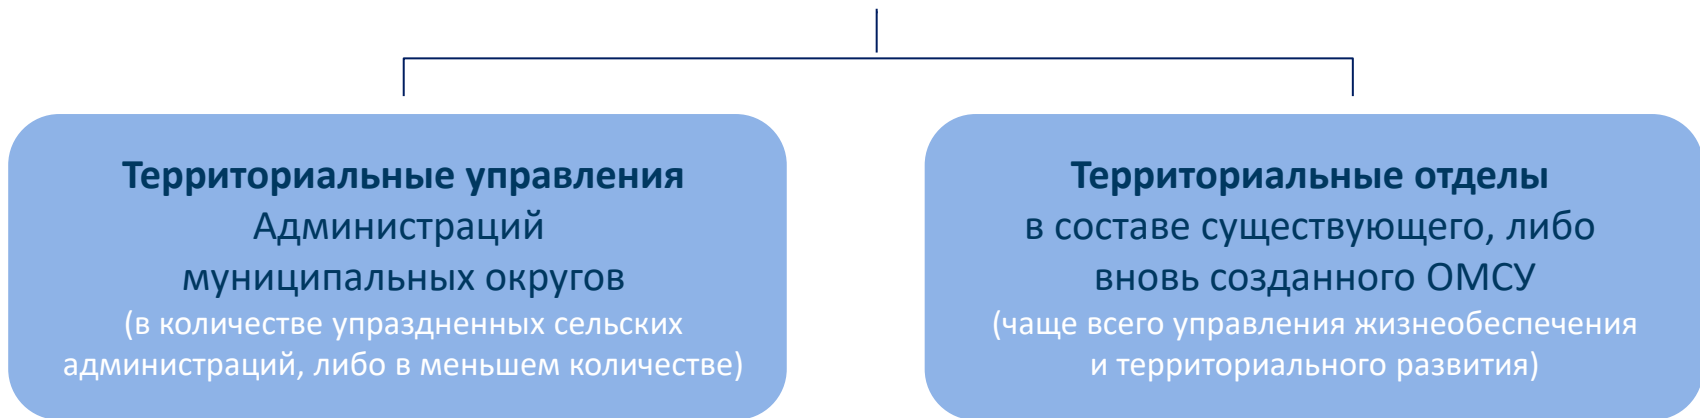 Территориальные управления
Администраций
муниципальных округов
(в количестве упраздненных сельских
администраций, либо в меньшем количестве)
Территориальные отделы
в составе существующего, либо
вновь созданного ОМСУ
(чаще всего управления жизнеобеспечения
и территориального развития)